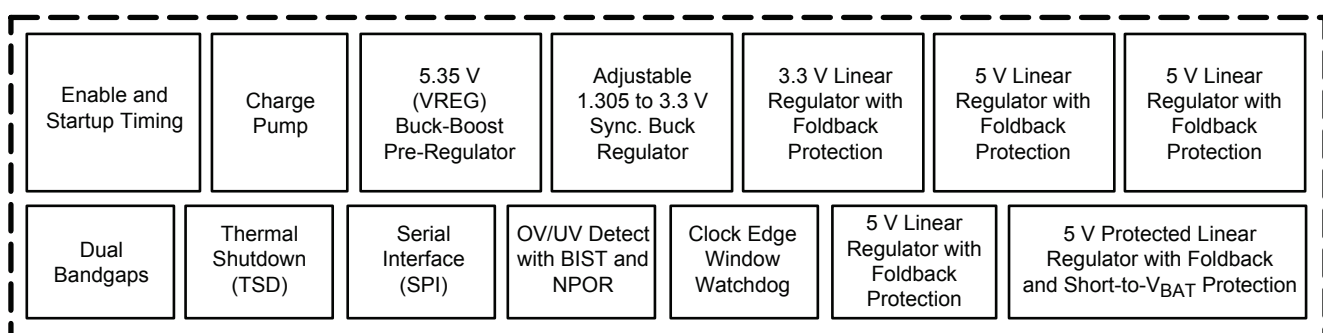 Enable and
Startup Timing
Charge
Pump
5.35 V
(VREG)
Buck-Boost
Pre-Regulator
Adjustable
1.305 to 3.3 V
Sync. Buck
Regulator
3.3 V Linear
Regulator with
Foldback
Protection
5 V Linear
Regulator with
Foldback
Protection
5 V Linear
Regulator with
Foldback
Protection
Dual
Bandgaps
Thermal
Shutdown
(TSD)
Serial
Interface
(SPI)
OV/UV Detect
with BIST and
NPOR
Clock Edge
Window
Watchdog
5 V Linear
Regulator with
Foldback
Protection
5 V Protected Linear
Regulator with Foldback
and Short-to-VBAT Protection